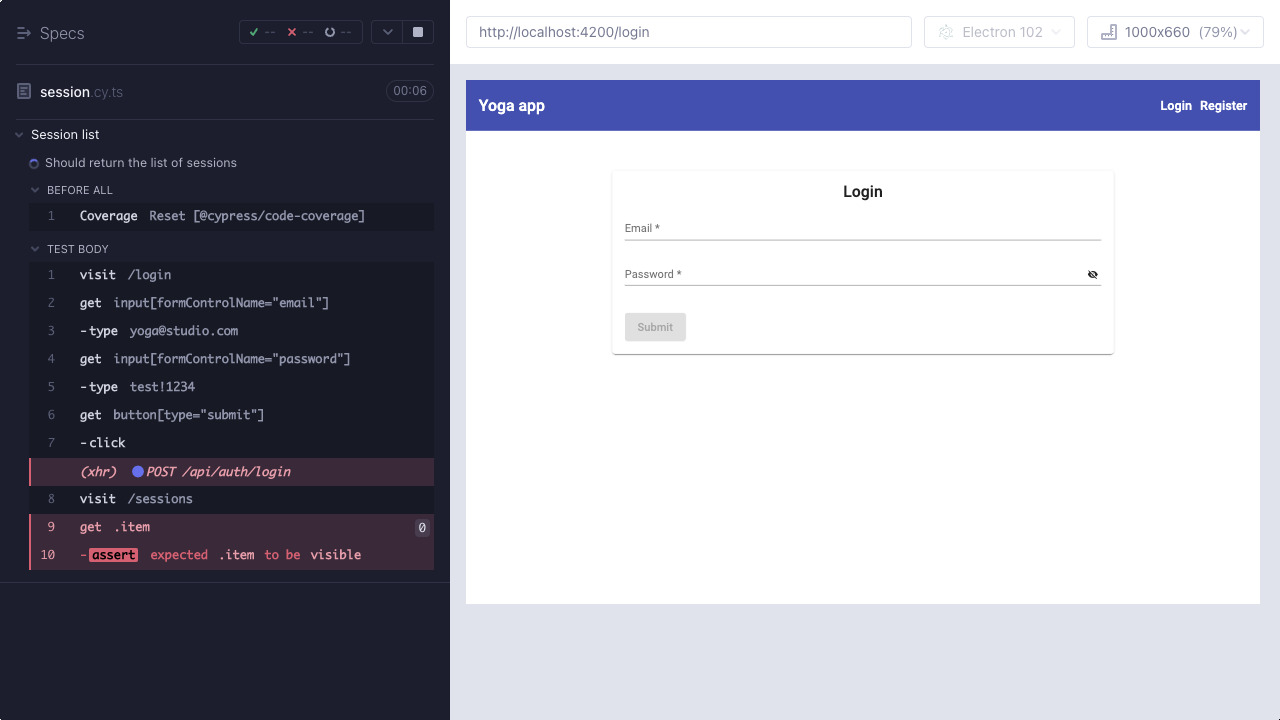 Specs
-- -- --
session.cy.ts 00:06
Session list
Should return the list of sessions
BEFORE ALL
1 Coverage Reset [@cypress/code-coverage]
TEST BODY
1 visit /login
2 get input[formControlName="email"]
3 -type yoga@studio.com
4 get input[formControlName="password"]
5 -type test!1234
6 get button[type="submit"]
7 -click
(xhr) POST /api/auth/login
8 visit /sessions
9 get .item 0
10 -assert expected .item to be visible
http://localhost:4200/login
Electron 102
1000x660 (79%)
Yoga app
Login Register
Login
Email *
Password *
Submit